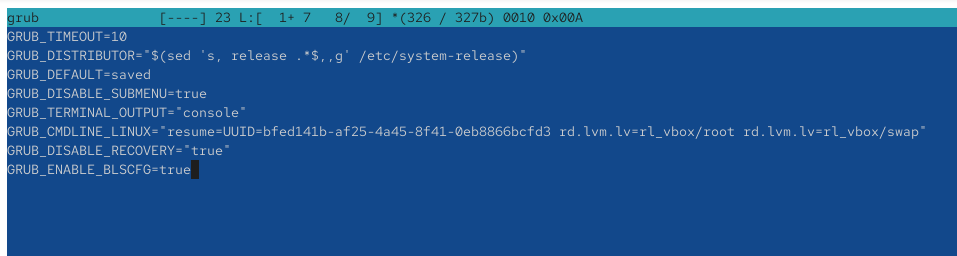 grub [----] 23 L:[ 1+ 7 8/ 9] *(326 / 327b) 0010 0x00A
GRUB_TIMEOUT=10
GRUB_DISTRIBUTOR="$(sed `s, release .*$,,g` /etc/system-release)"
GRUB_DEFAULT=saved
GRUB_DISABLE_SUBMENU=true
GRUB_TERMINAL_OUTPUT="console"
GRUB_CMDLINE_LINUX="resume=UUID=bfed141b-af25-4a45-8f41-0eb8866bcfd3 rd.lvm.lv=rl_vbox/root rd.lvm.lv=rl_vbox/swap"
GRUB_DISABLE_RECOVERY="true"
GRUB_ENABLE_BLSCFG=true